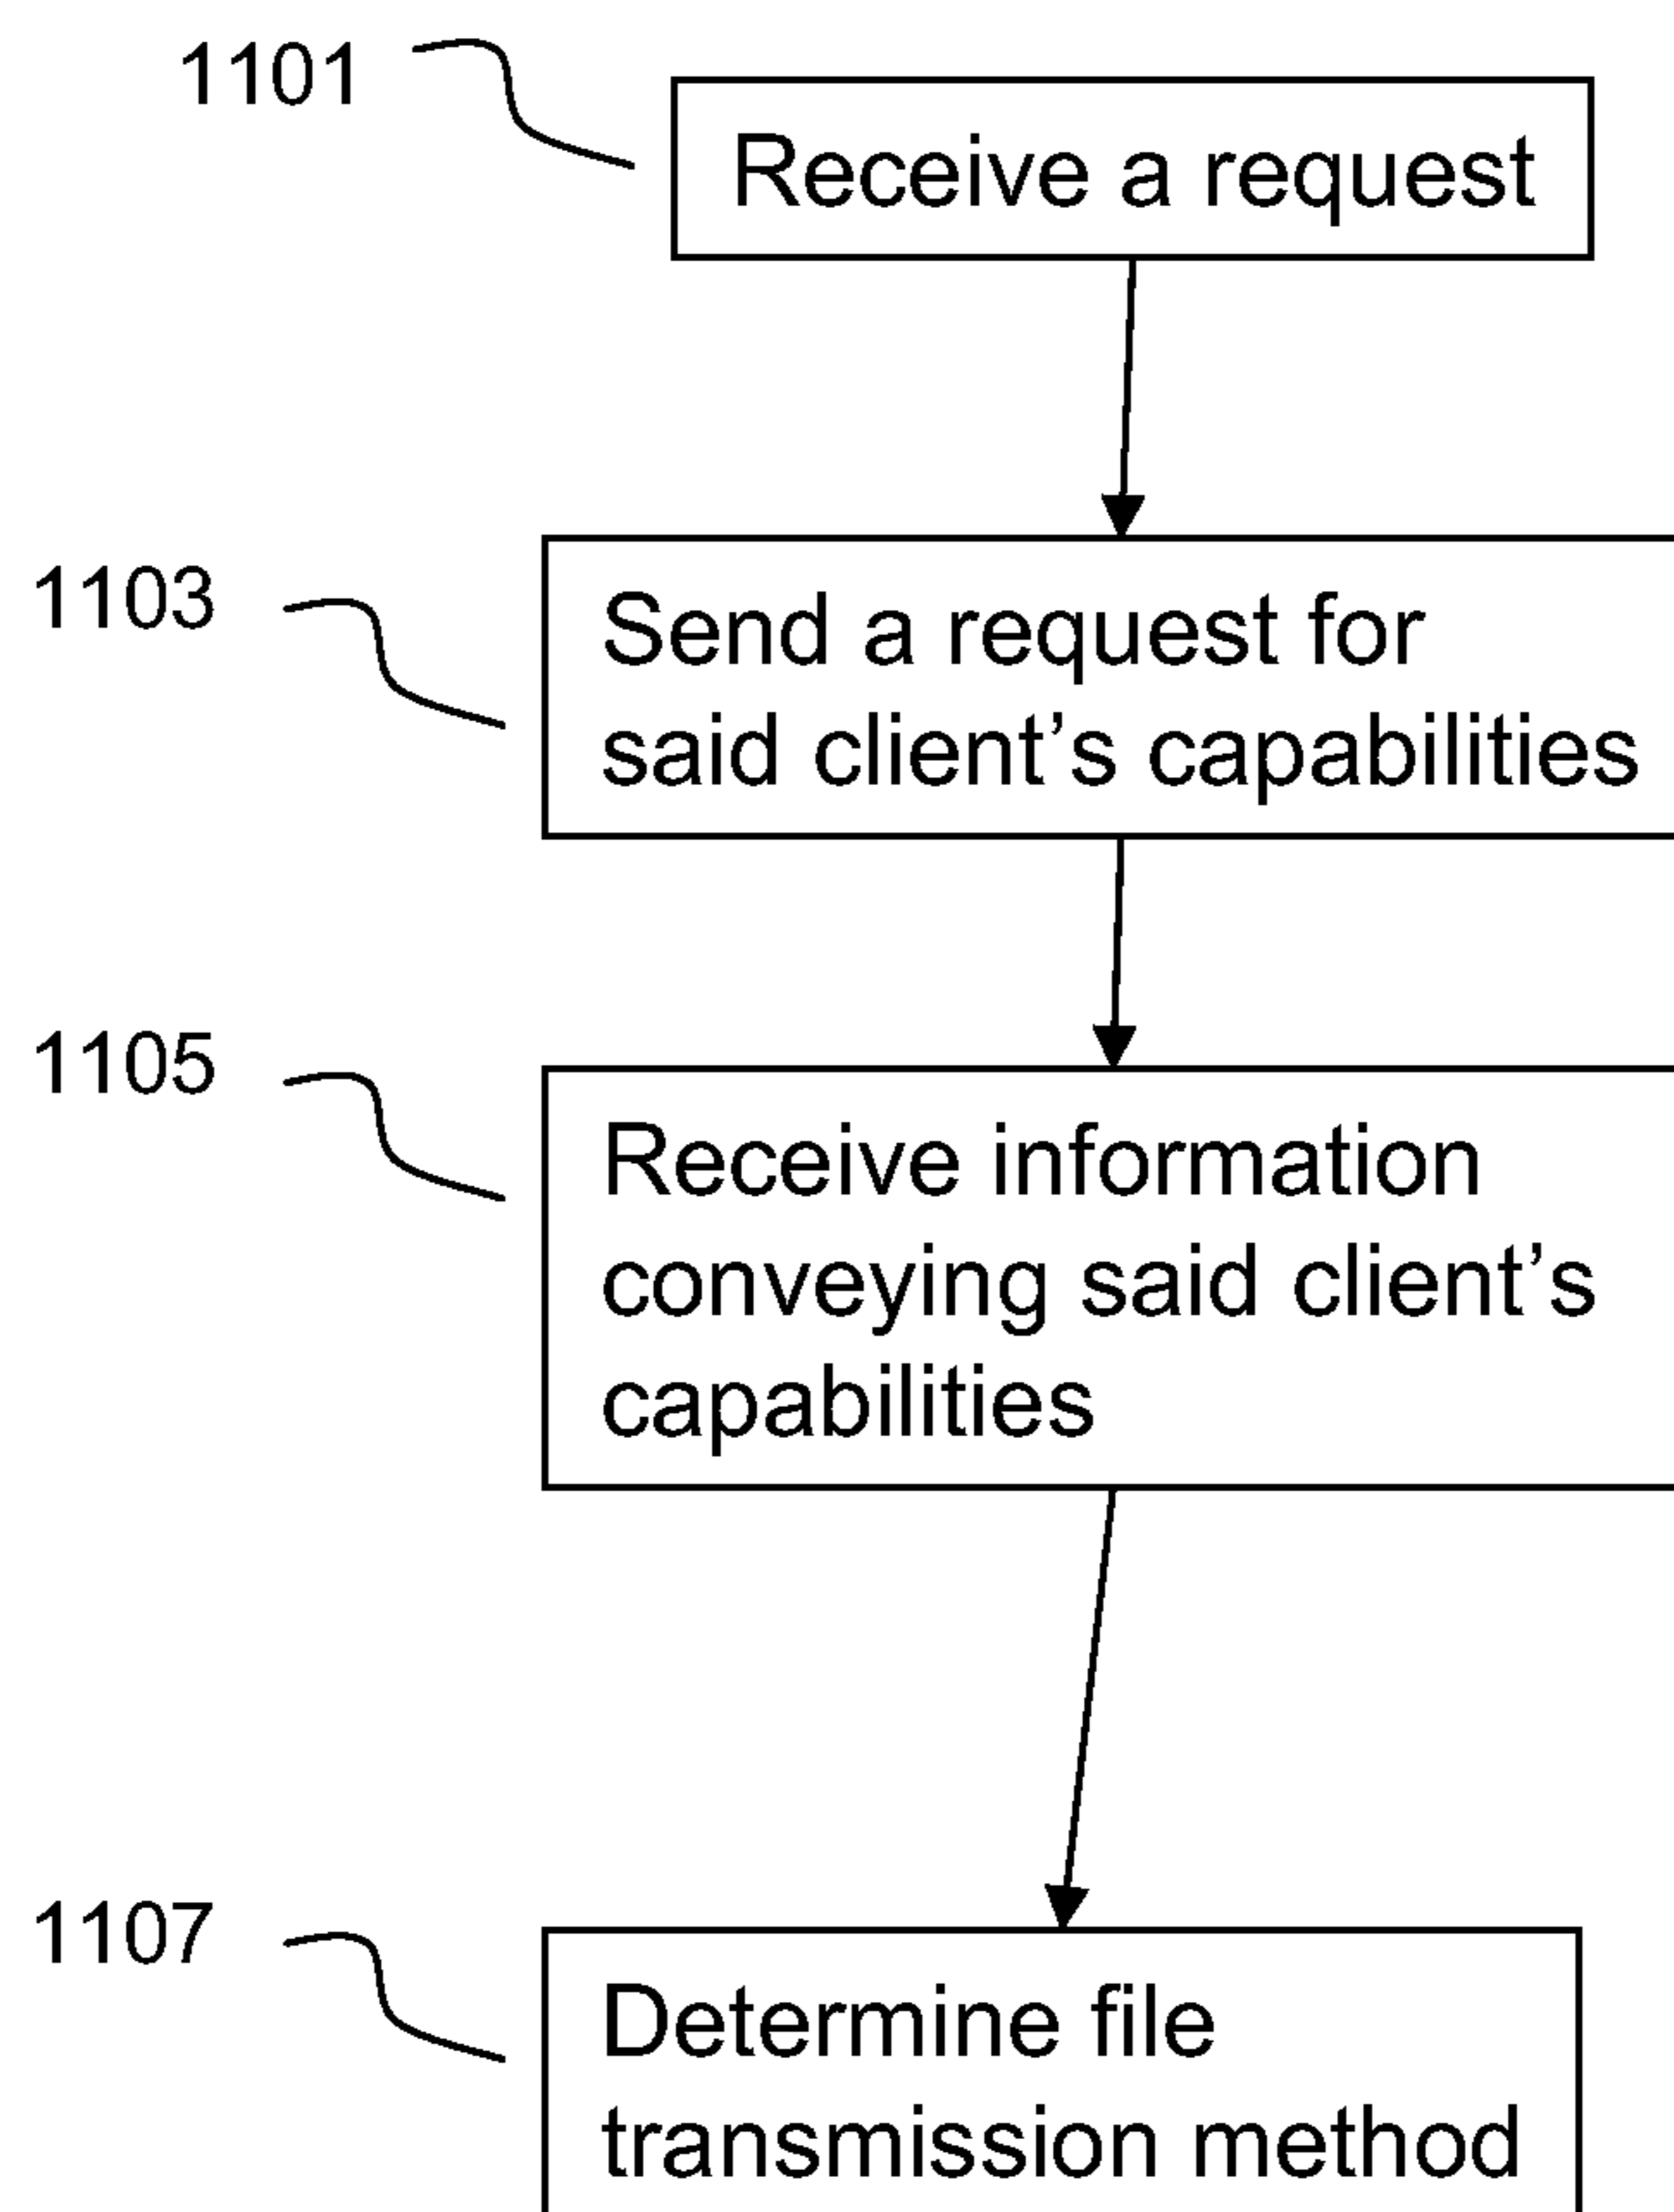 1101
Receive a request
1103
Send a request for
said client’s capabilities
1105
Receive information
conveying said client’s
capabilities
1107
Determine file
transmission method